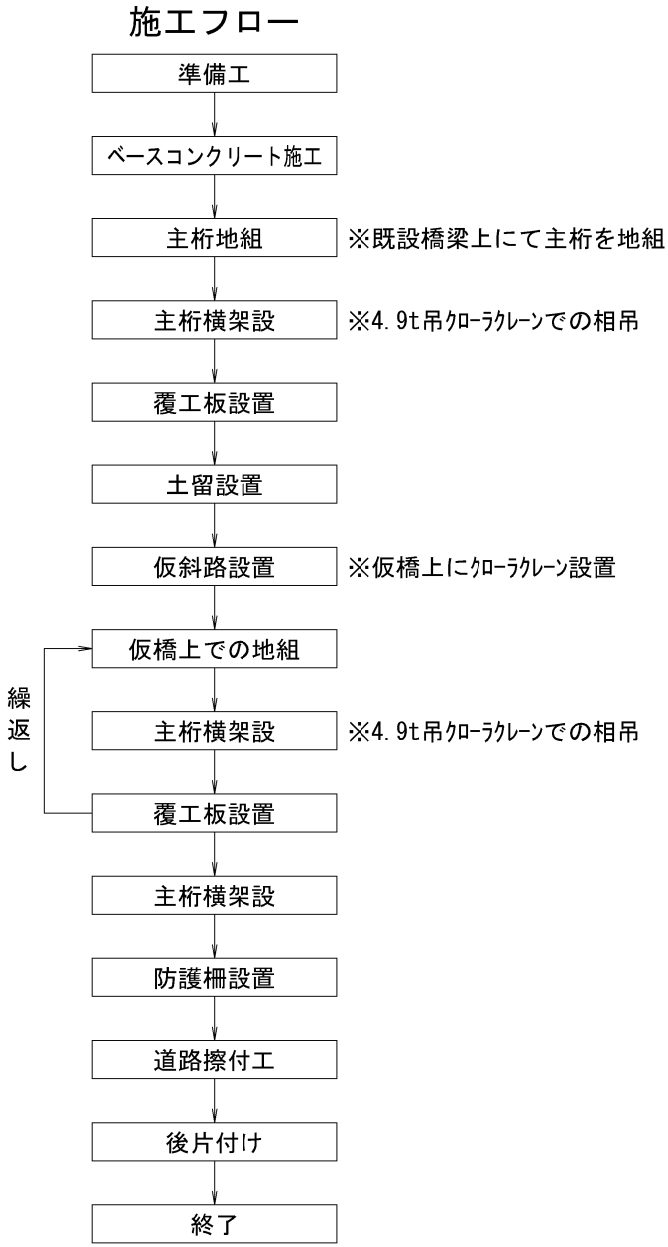 施工フロー
準備工
ベースコンクリート施工
主桁地組 ※既設橋梁上にて主桁を地組
主桁横架設 ※4.9t吊ｸﾛｰﾗｸﾚｰﾝでの相吊
覆工板設置
土留設置
仮斜路設置 ※仮橋上にｸﾛｰﾗｸﾚｰﾝ設置
仮橋上での地組
繰返し
主桁横架設 ※4.9t吊ｸﾛｰﾗｸﾚｰﾝでの相吊
覆工板設置
主桁横架設
防護柵設置
道路擦付工
後片付け
終了